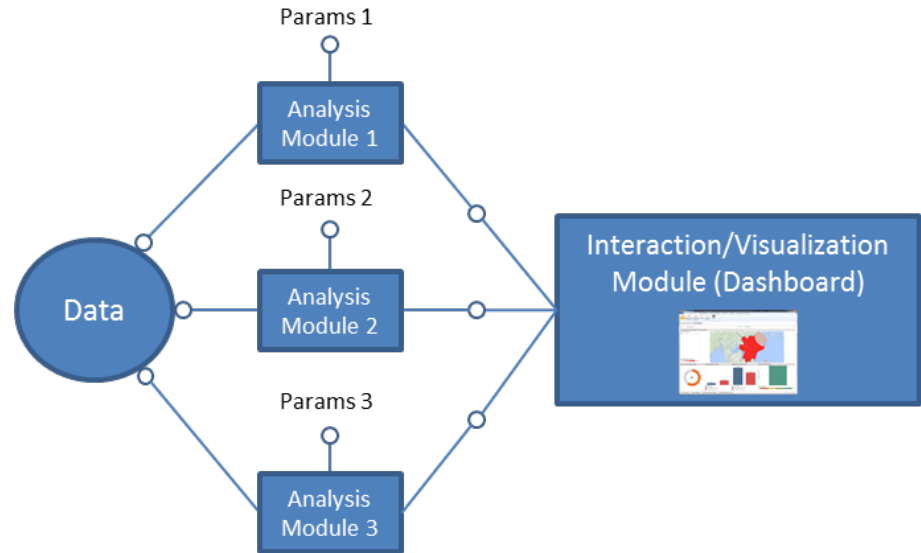 Params 1
Analysis
Module 1
Params 2
Data
Analysis
Module 2
Interaction/Visualization
Module (Dashboard)
Params 3
Analysis
Module 3